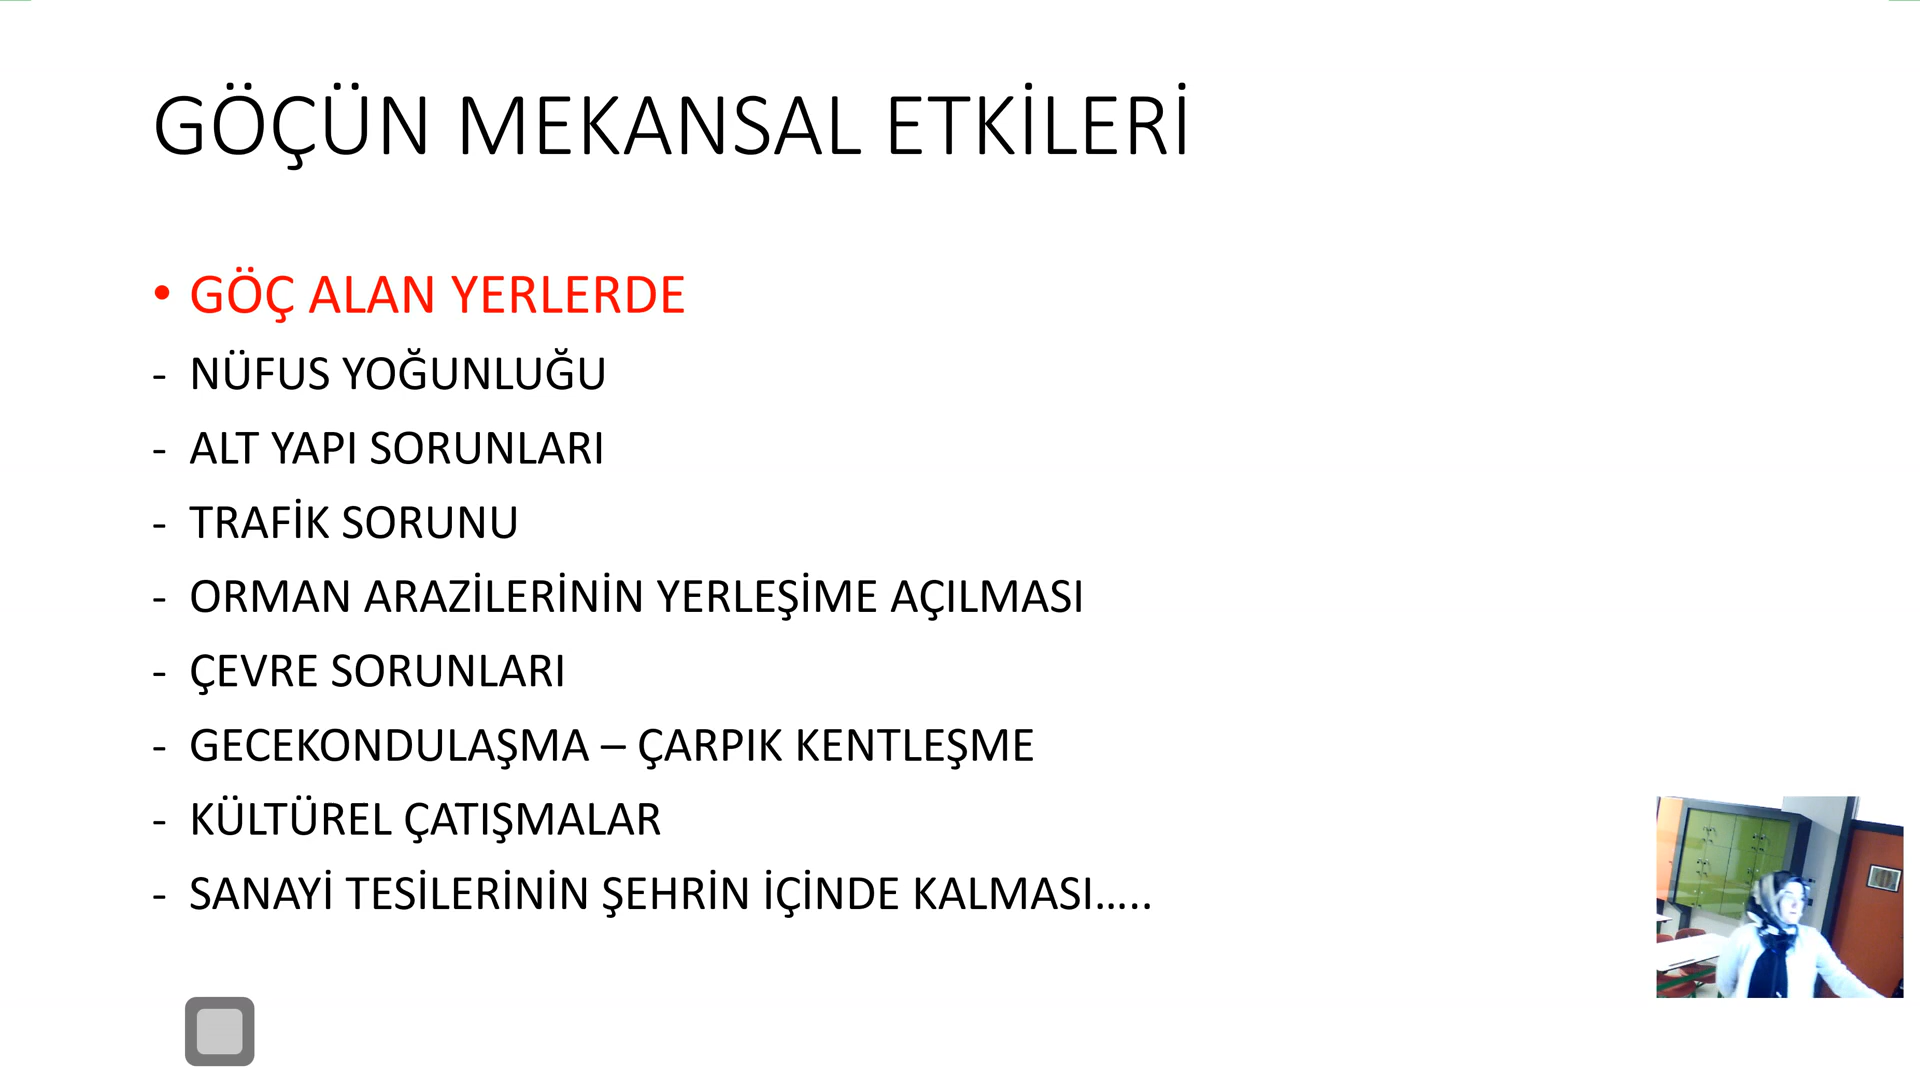 GÖÇÜN MEKANSAL ETKİLERİ
• GÖÇ ALAN YERLERDE
- NÜFUS YOĞUNLUĞU
- ALT YAPI SORUNLARI
- TRAFİK SORUNU
- ORMAN ARAZİLERİNİN YERLEŞİME AÇILMASI
- ÇEVRE SORUNLARI
- GECEKONDULAŞMA – ÇARPIK KENTLEŞME
- KÜLTÜREL ÇATIŞMALAR
- SANAYİ TESİLERİNİN ŞEHRİN İÇİNDE KALMASI…..